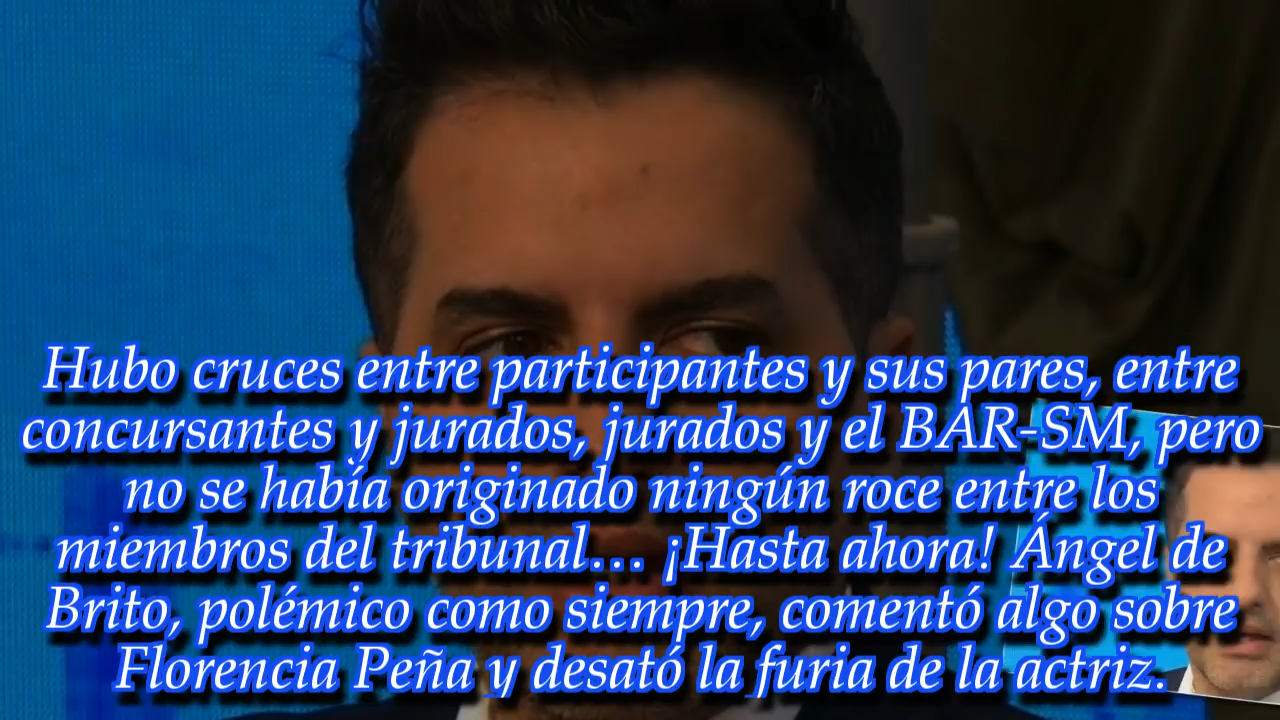 Hubo cruces entre participantes y sus pares, entre
concursantes y jurados, jurados y el BAR-SM, pero
no se había originado ningún roce entre los
miembros del tribunal… ¡Hasta ahora! Ángel de
Brito, polémico como siempre, comentó algo sobre
Florencia Peña y desató la furia de la actriz.